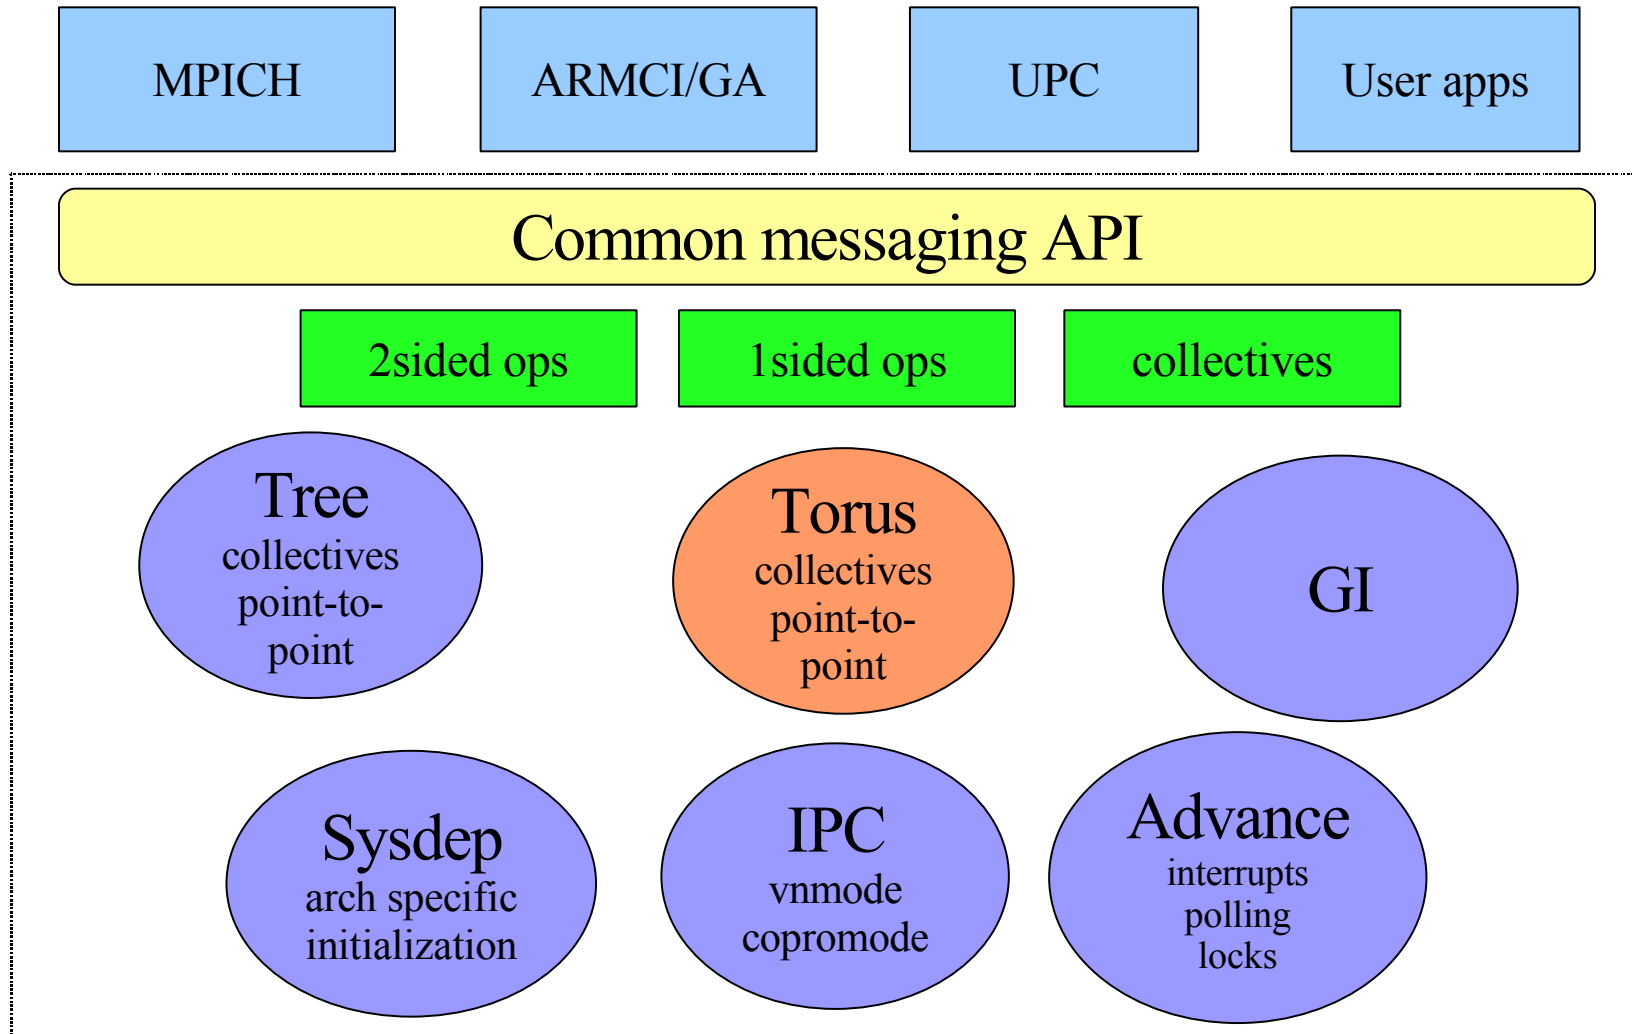 MPICH
ARMCI/GA
UPC
User apps
Common messaging API
2sided ops
1sided ops
collectives
Tree
collectives
point-to-
point
Torus
collectives
point-to-
point
GI
Sysdep
arch specific
initialization
IPC
vnmode
copromode
Advance
interrupts
polling
locks